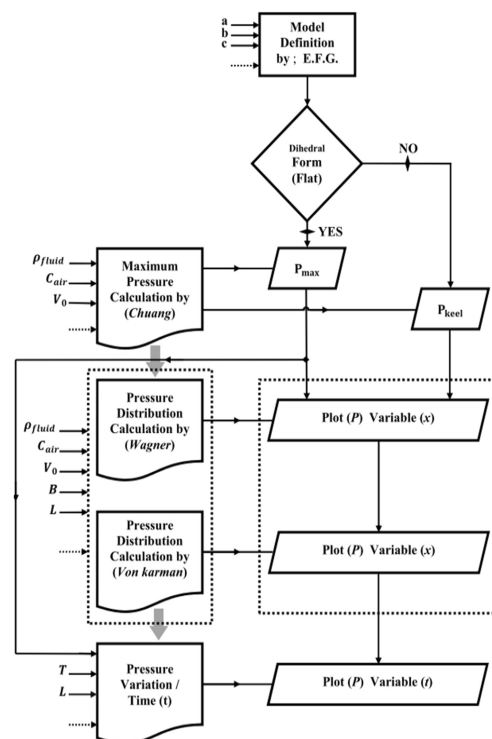 a
b
c
Model
Definition
by ; E.F.G.
Dihedral
Form
(Flat)
NO
YES
ρfluid
Cair
V0
Maximum
Pressure
Calculation by
(Chuang)
Pmax
Pkeel
ρfluid
Cair
V0
B
L
Pressure
Distribution
Calculation by
(Wagner)
Plot (P) Variable (x)
Pressure
Distribution
Calculation by
(Von karman)
Plot (P) Variable (x)
T
L
Pressure
Variation /
Time (t)
Plot (P) Variable (t)